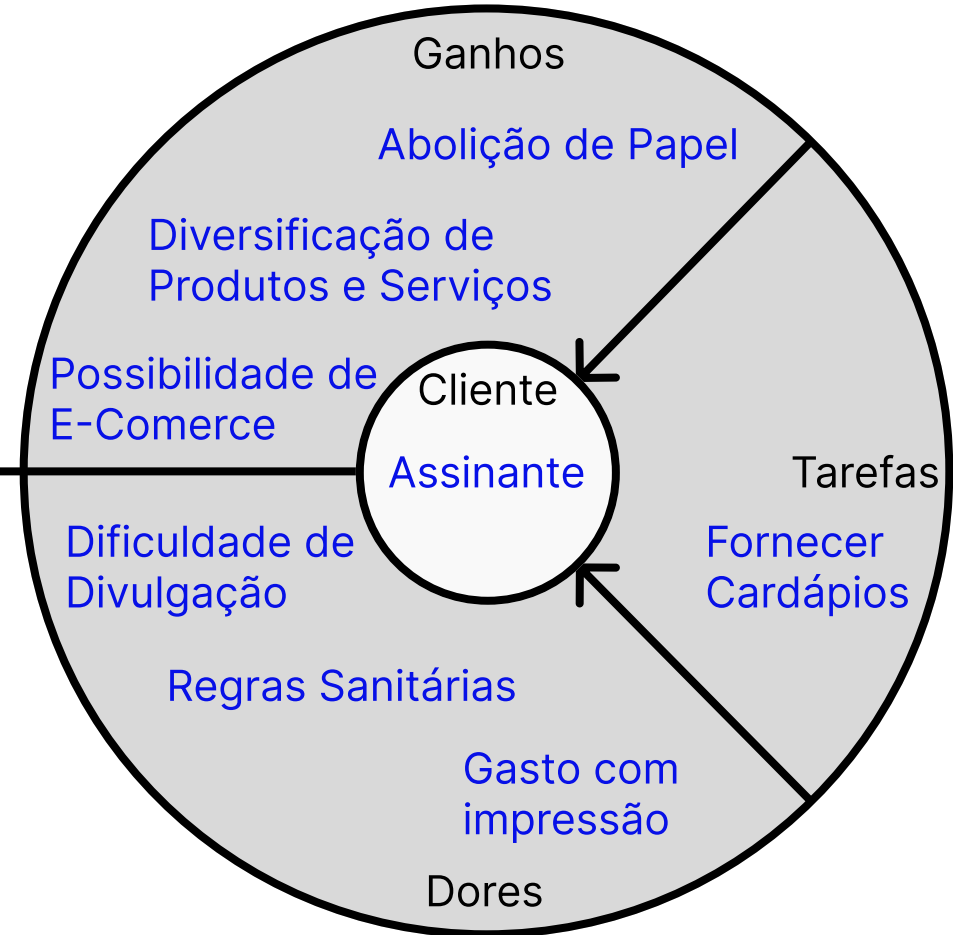 Ganhos
Abolição de Papel
Diversificação de
Produtos e Serviços
Possibilidade de
E-Comerce
Cliente
Assinante
Tarefas
Fornecer
Cardápios
Dificuldade de
Divulgação
Regras Sanitárias
Gasto com
impressão
Dores